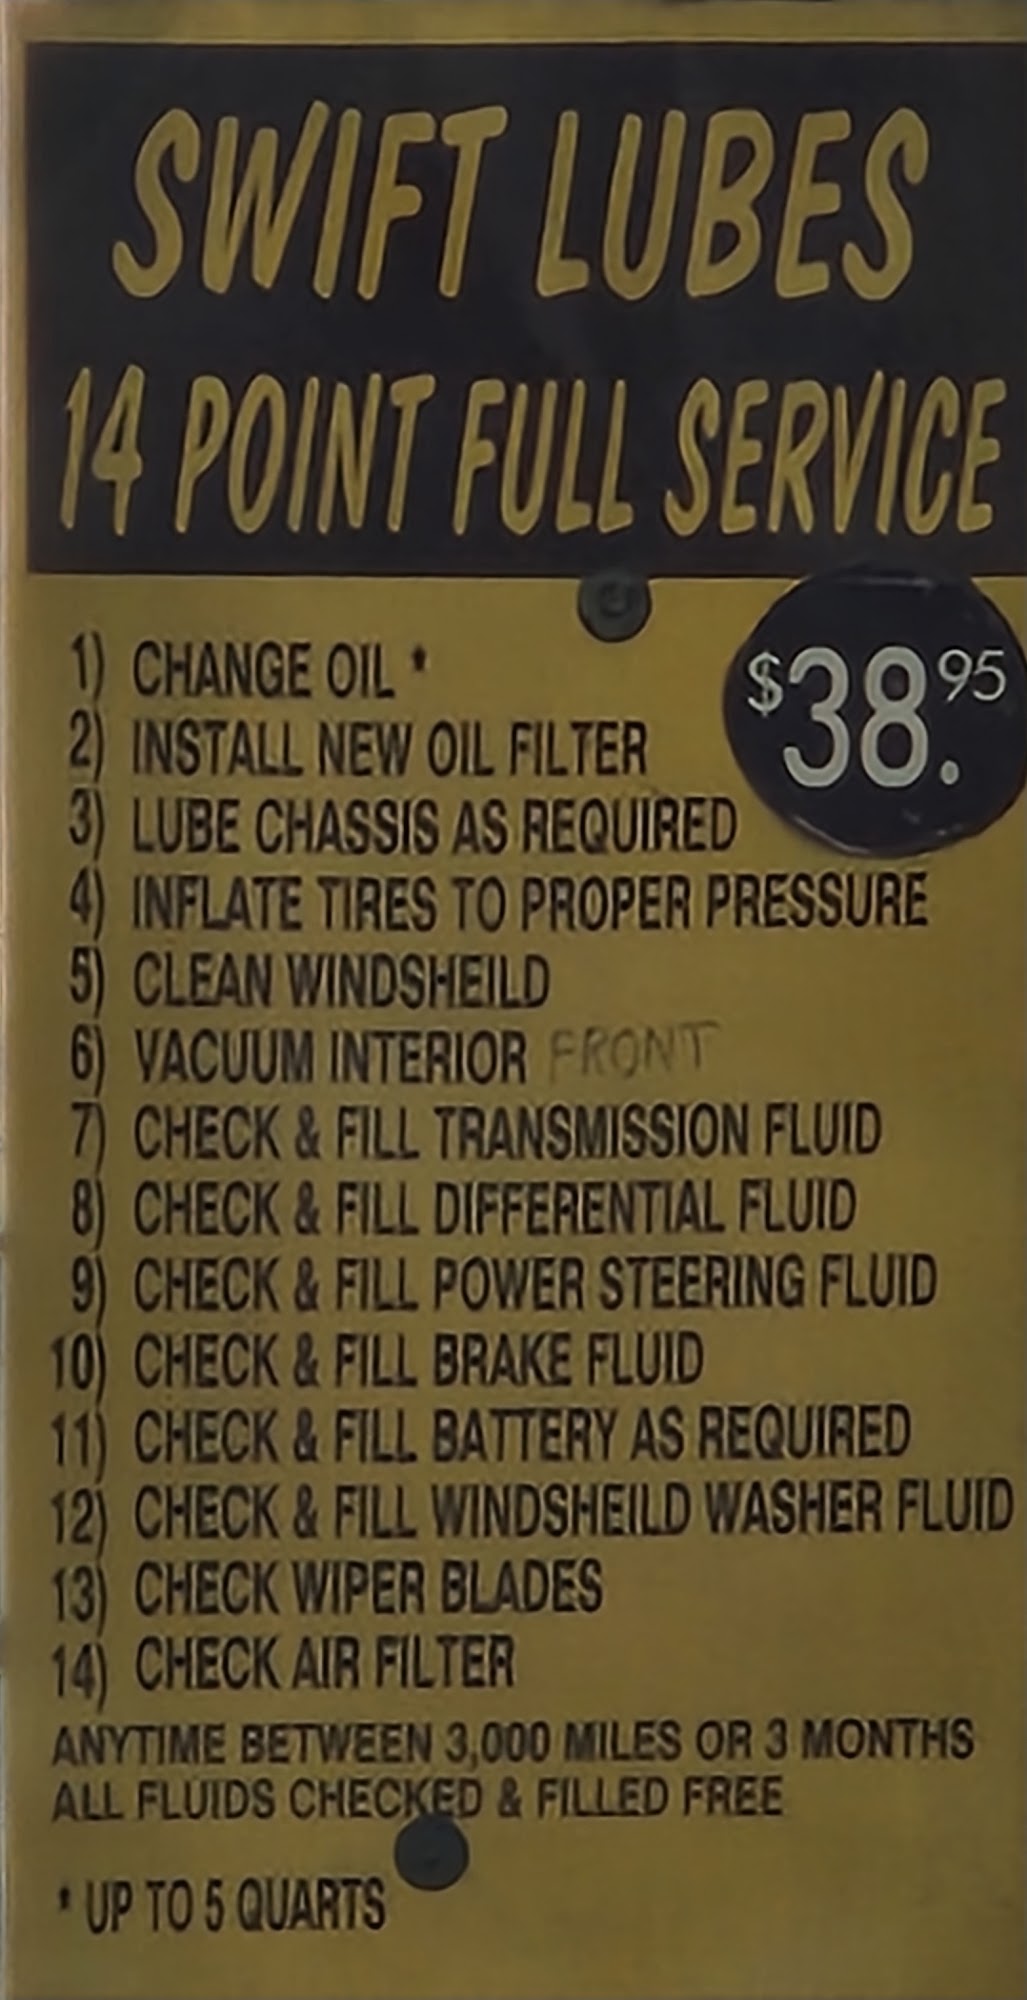 SWIFT LUBES
14 POINT FULL SERVICE
$38.95
1) CHANGE OIL *
2) INSTALL NEW OIL FILTER
3) LUBE CHASSIS AS REQUIRED
4) INFLATE TIRES TO PROPER PRESSURE
5) CLEAN WINDSHEILD
6) VACUUM INTERIOR FRONT
7) CHECK & FILL TRANSMISSION FLUID
8) CHECK & FILL DIFFERENTIAL FLUID
9) CHECK & FILL POWER STEERING FLUID
10) CHECK & FILL BRAKE FLUID
11) CHECK & FILL BATTERY AS REQUIRED
12) CHECK & FILL WINDSHEILD WASHER FLUID
13) CHECK WIPER BLADES
14) CHECK AIR FILTER
ANYTIME BETWEEN 3,000 MILES OR 3 MONTHS
ALL FLUIDS CHECKED & FILLED FREE
* UP TO 5 QUARTS